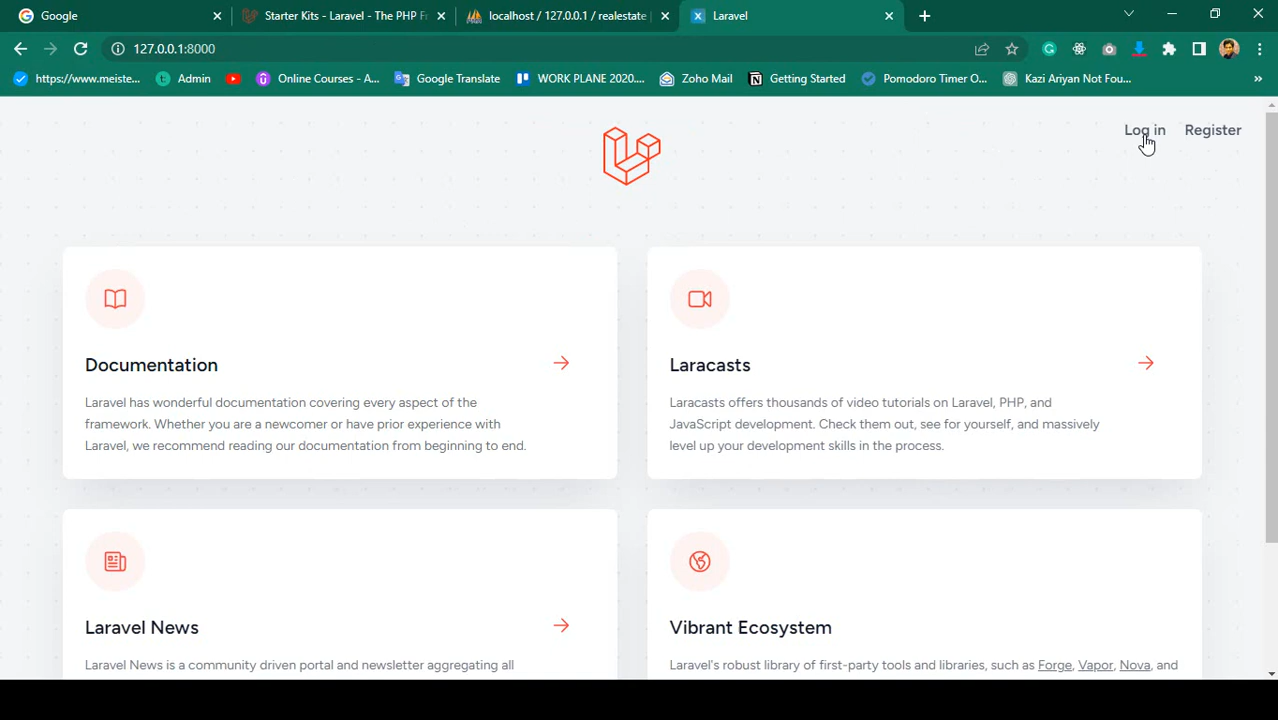 Google
Starter Kits - Laravel - The PHP Fr
localhost / 127.0.0.1 / realestate
Laravel
127.0.0.1:8000
https://www.meiste...
Admin
Online Courses - A...
Google Translate
WORK PLANE 2020....
Zoho Mail
Getting Started
Pomodoro Timer O...
Kazi Ariyan Not Fou...
»
Log in
Register
Documentation
Laravel has wonderful documentation covering every aspect of the
framework. Whether you are a newcomer or have prior experience with
Laravel, we recommend reading our documentation from beginning to end.
Laracasts
Laracasts offers thousands of video tutorials on Laravel, PHP, and
JavaScript development. Check them out, see for yourself, and massively
level up your development skills in the process.
Laravel News
Laravel News is a community driven portal and newsletter aggregating all
Vibrant Ecosystem
Laravel's robust library of first-party tools and libraries, such as Forge, Vapor, Nova, and